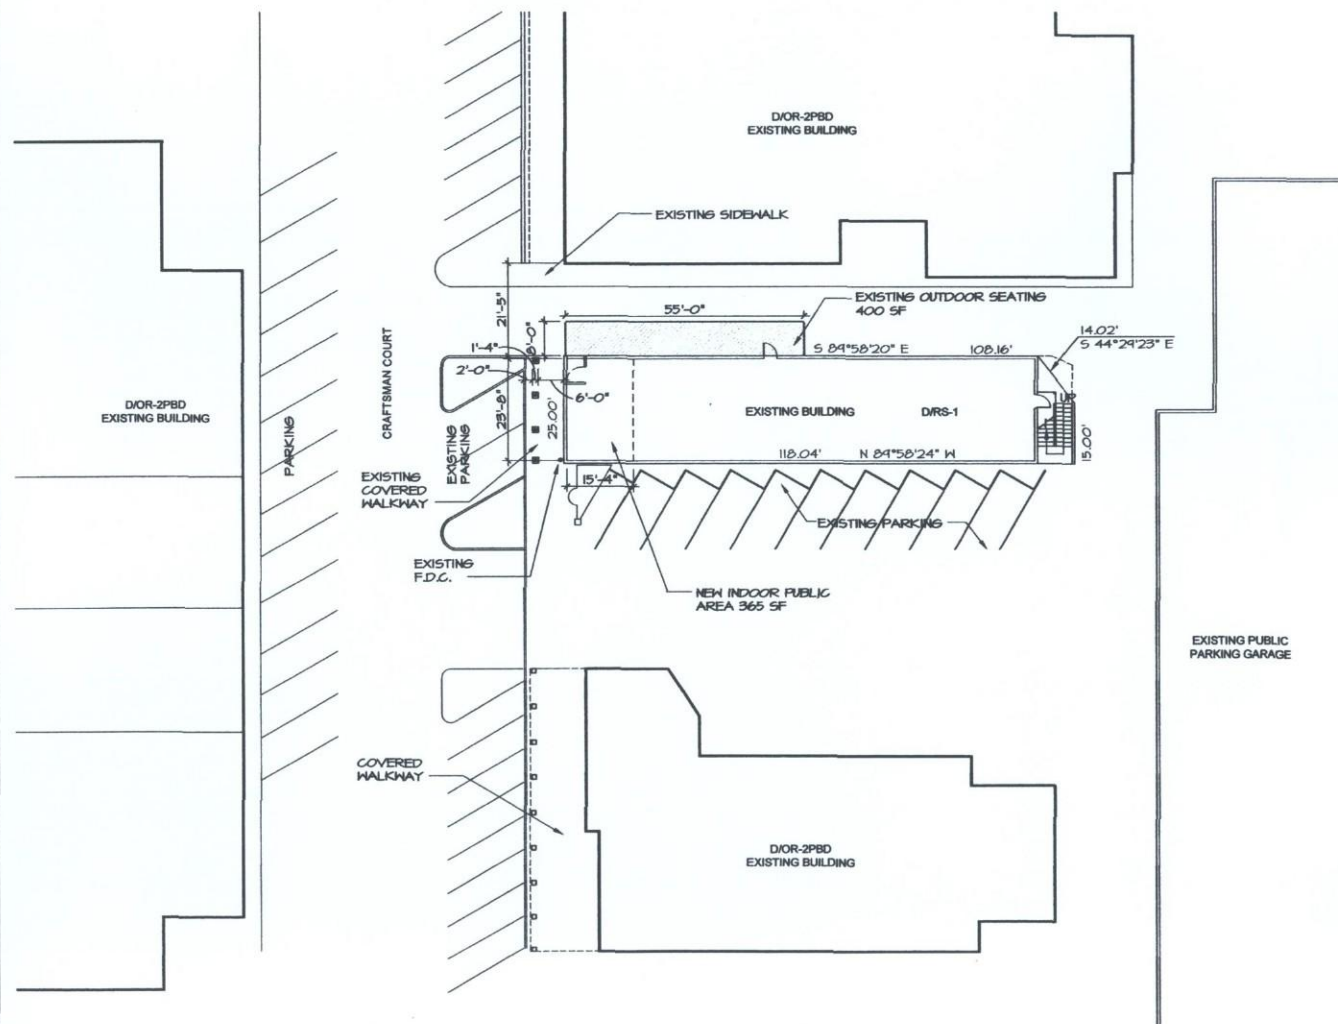 D/OR-2PBD
EXISTING BUILDING
EXISTING SIDEWALK
EXISTING OUTDOOR SEATING
400 SF
55'-0"
21'-5"
8'-0"
14.02'
S 44°29'23" E
1'-4"
S 89°58'20" E
108.16'
2'-0"
6'-0"
UP
CRAFTSMAN COURT
D/OR-2PBD
EXISTING BUILDING
EXISTING BUILDING
D/RS-1
23'-8"
25.00'
15.00'
PARKING
EXISTING
PARKING
118.04'
N 89°58'24" W
EXISTING
COVERED
WALKWAY
15'-4"
EXISTING PARKING
EXISTING
F.D.C.
NEW INDOOR PUBLIC
AREA 365 SF
EXISTING PUBLIC
PARKING GARAGE
COVERED
WALKWAY
D/OR-2PBD
EXISTING BUILDING